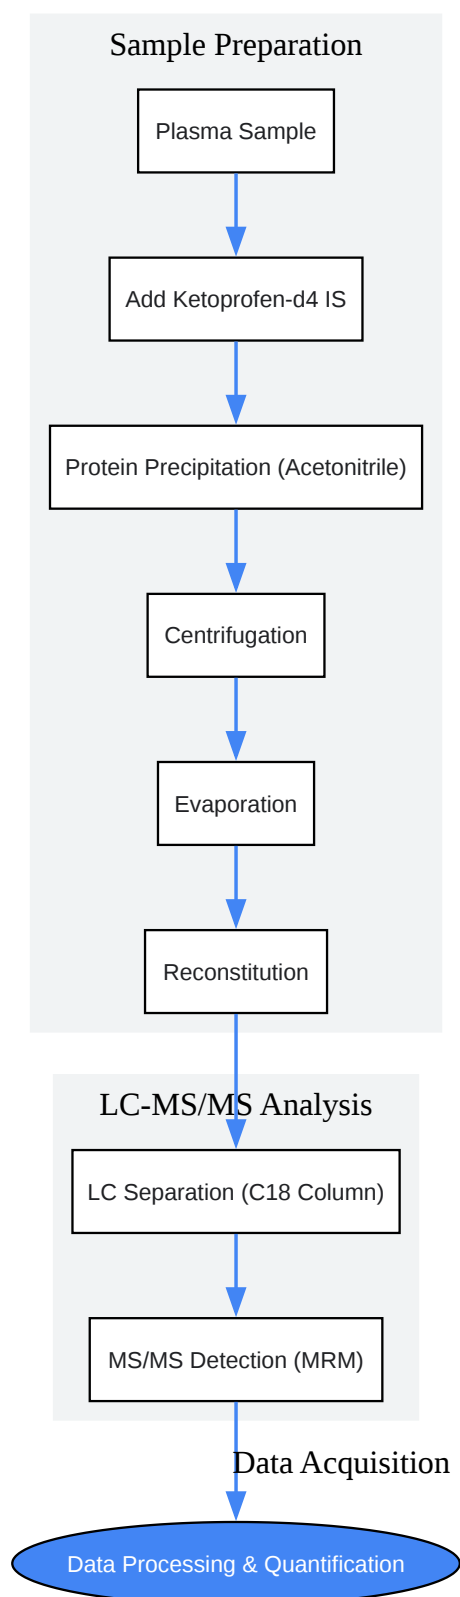 Sample Preparation
Plasma Sample
Add Ketoprofen-d4 IS
Protein Precipitation (Acetonitrile)
Centrifugation
Evaporation
Reconstitution
LC-MS/MS Analysis
LC Separation (C18 Column)
MS/MS Detection (MRM)
Data Acquisition
Data Processing & Quantification